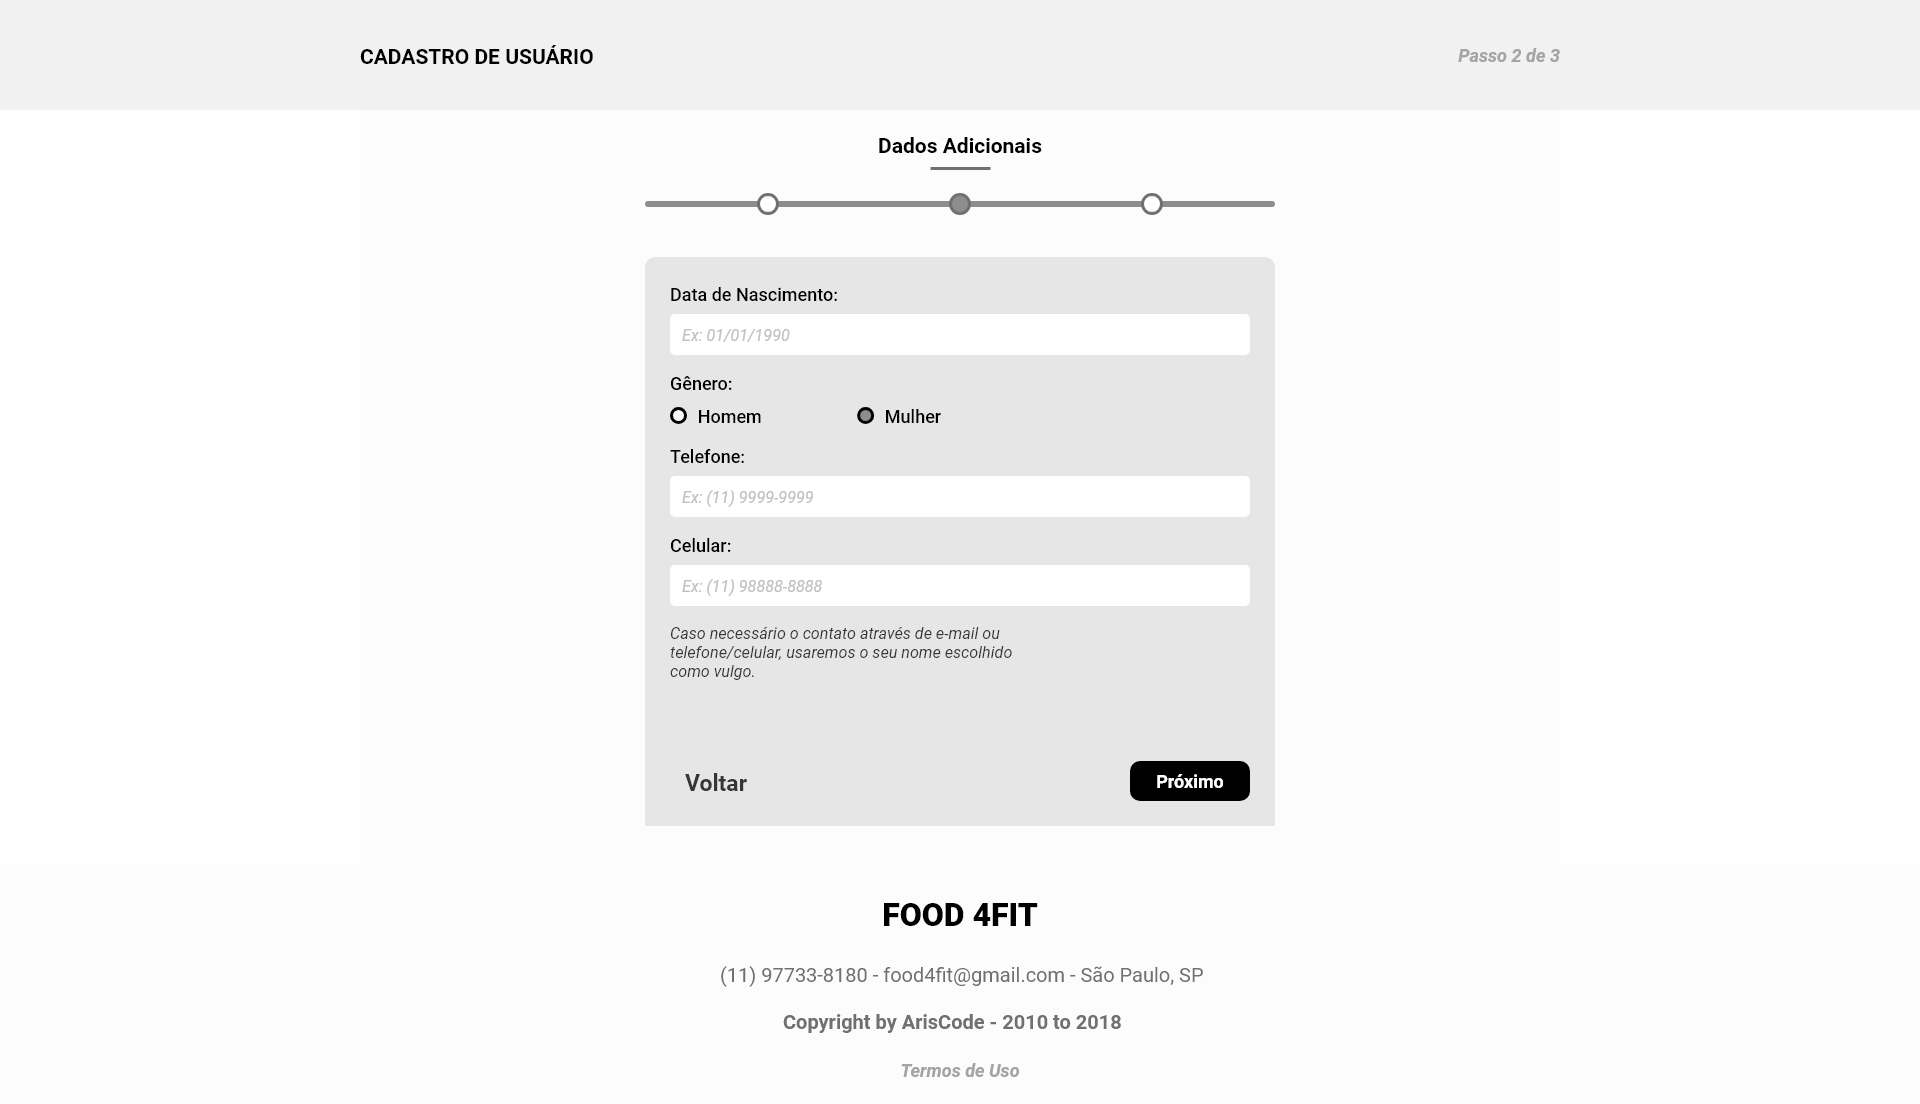 CADASTRO DE USUÁRIO
Passo 2 de 3
Dados Adicionais
Data de Nascimento:
Ex: 01/01/1990
Gênero:
Homem
Mulher
Telefone:
Ex: (11) 9999-9999
Celular:
Ex: (11) 98888-8888
Caso necessário o contato através de e-mail ou
telefone/celular, usaremos o seu nome escolhido
como vulgo.
Voltar
Próximo
FOOD 4FIT
(11) 97733-8180 - food4fit@gmail.com - São Paulo, SP
Copyright by ArisCode - 2010 to 2018
Termos de Uso